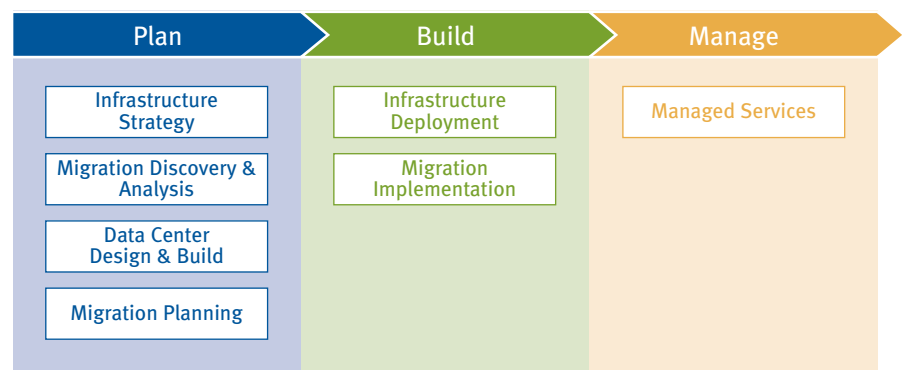 Plan
Build
Manage
Infrastructure
Strategy
Migration Discovery &
Analysis
Data Center
Design & Build
Migration Planning
Infrastructure
Deployment
Migration
Implementation
Managed Services